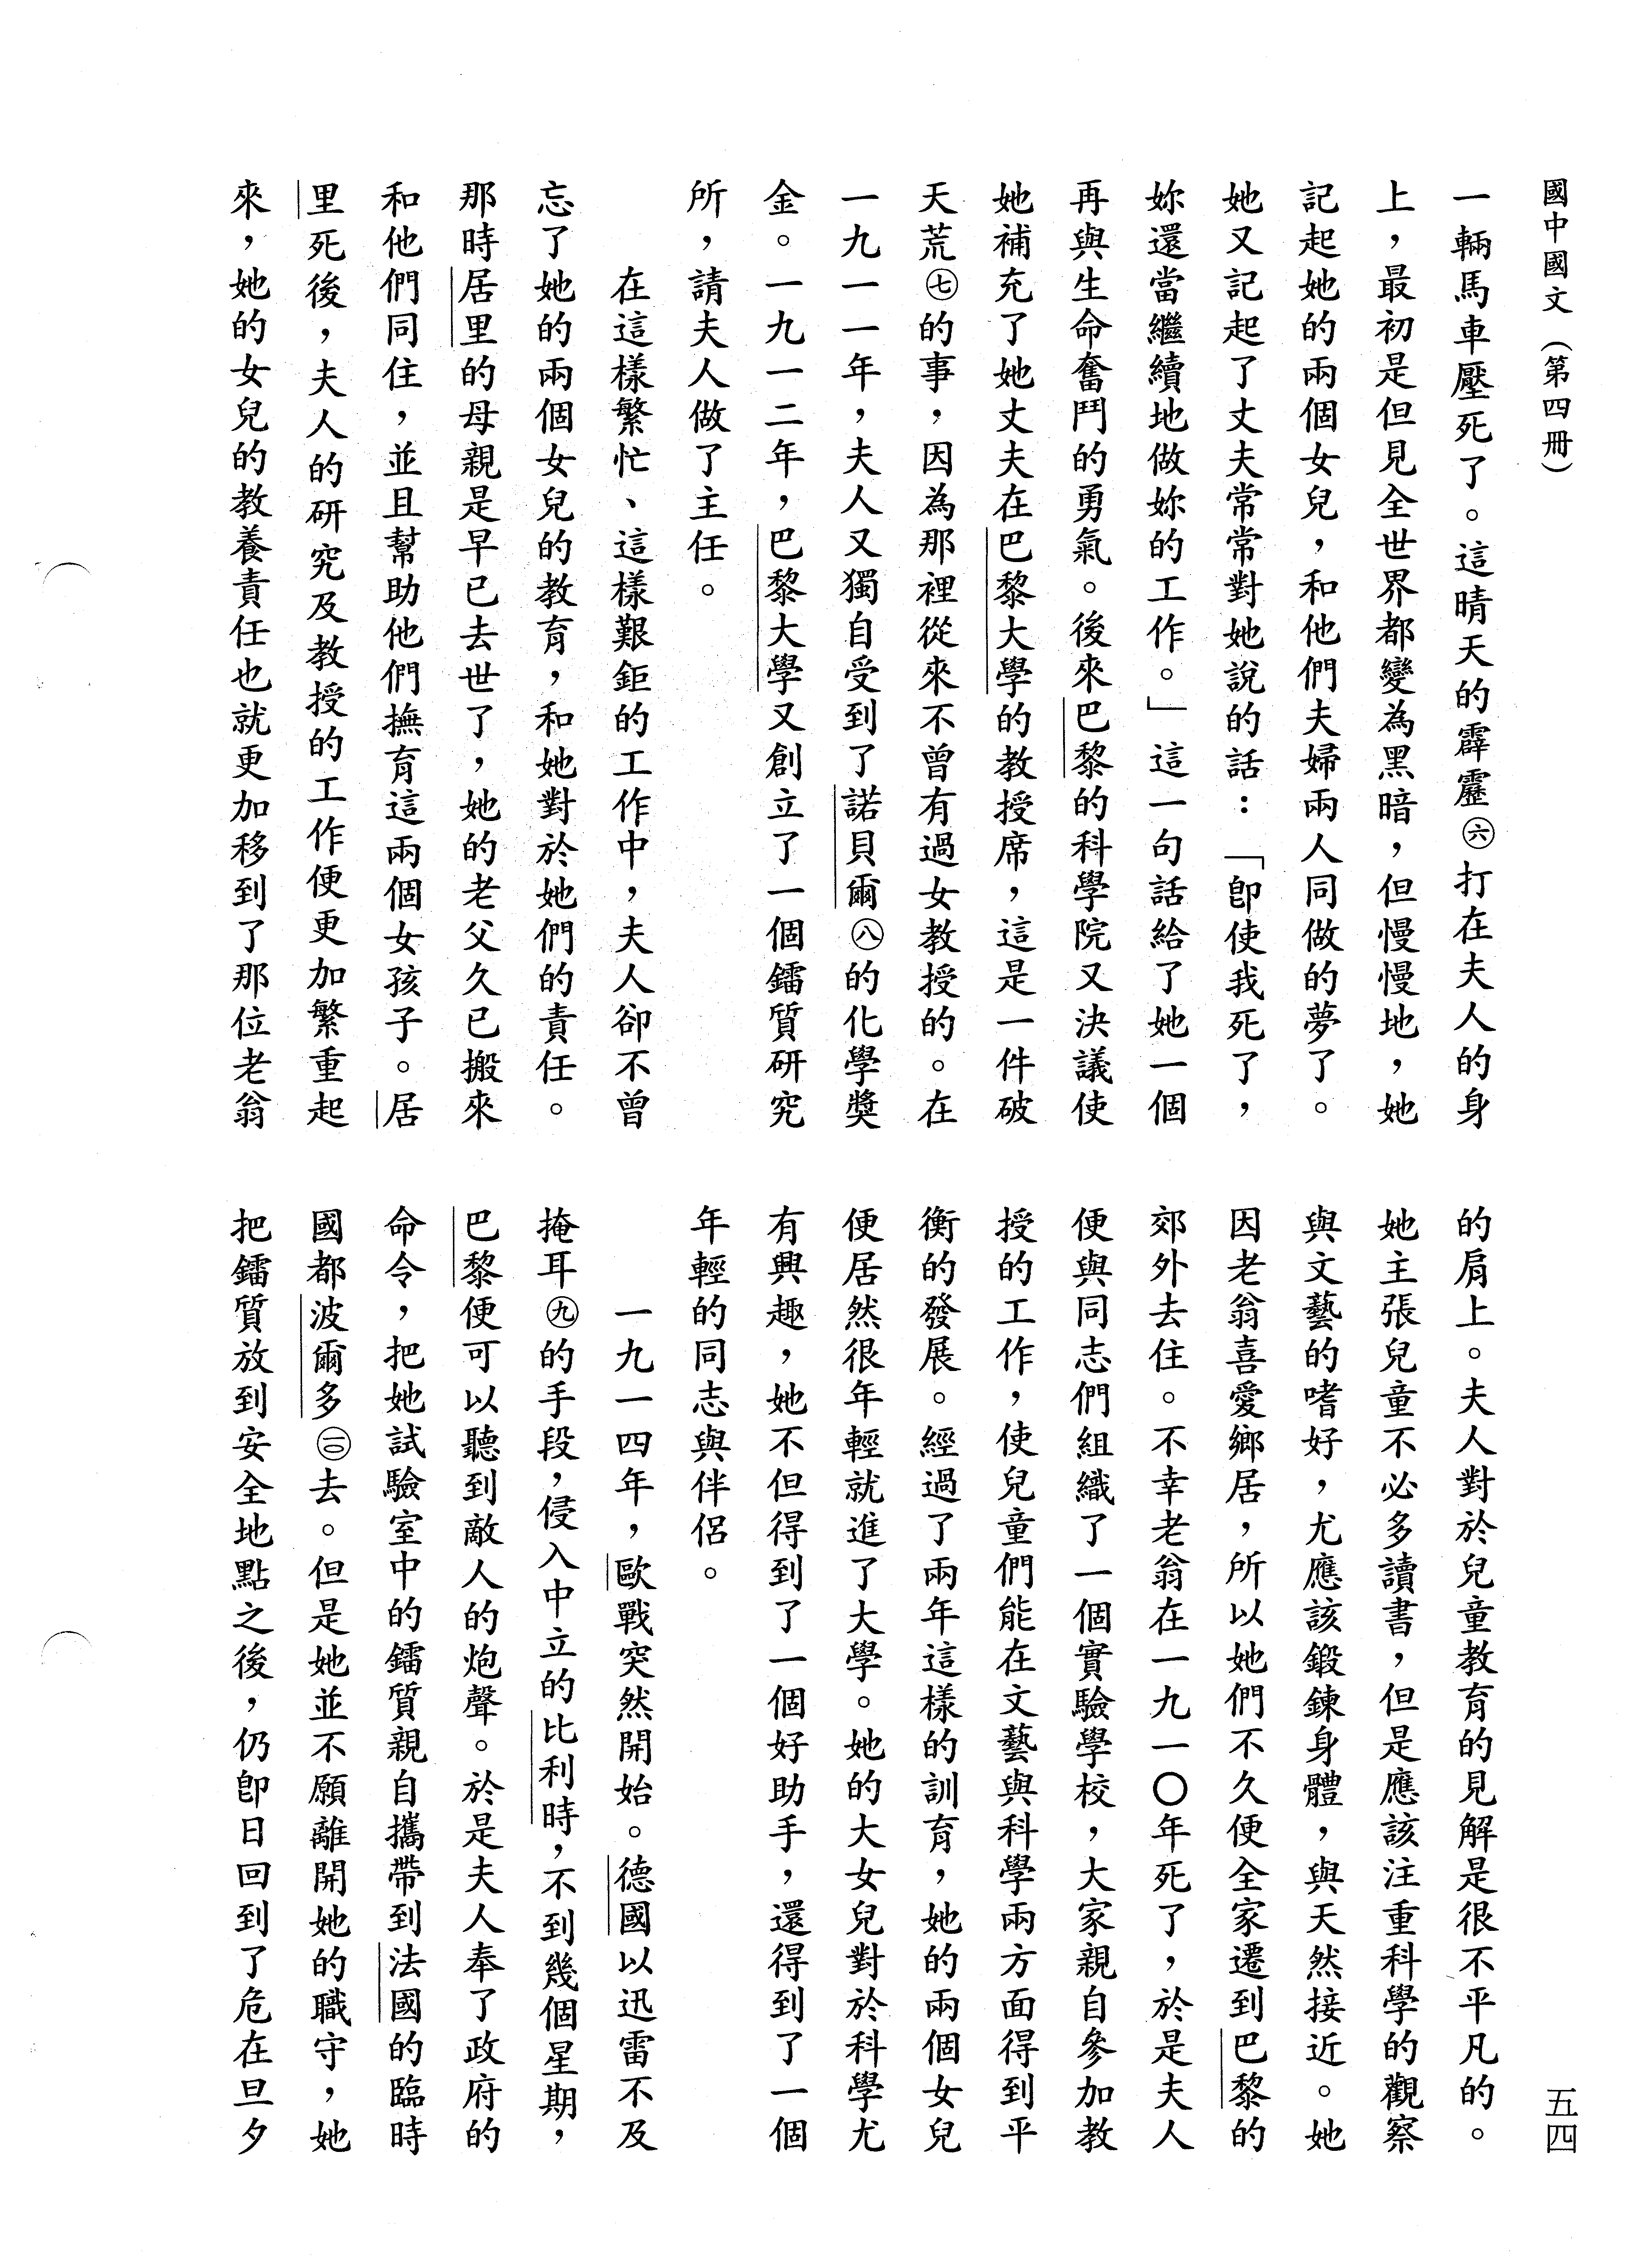 國中國文(第四冊)
一輛馬車壓死了。這晴天的霹靂㊅打在夫人的身
上,最初是但見全世界都變為黑暗,但慢慢地,她
記起她的兩個女兒,和他們夫婦兩人同做的夢了。
她又記起了丈夫常常對她說的話:「即使我死了,
妳還當繼續地做妳的工作。」這一句話給了她一個
再與生命奮鬥的勇氣。後來巴黎的科學院又決議使
她補充了她丈夫在巴黎大學的教授席,這是一件破
天荒㊆的事,因為那裡從來不曾有過女教授的。在
一九一一年,夫人又獨自受到了諾貝爾㊇的化學獎
金。一九一二年,巴黎大學又創立了一個鐳質研究
所,請夫人做了主任。
在這樣繁忙、這樣艱鉅的工作中,夫人卻不曾
忘了她的兩個女兒的教育,和她對於她們的責任。
那時居里的母親是早已去世了,她的老父久已搬來
和他們同住,並且幫助他們撫育這兩個女孩子。居
里死後,夫人的研究及教授的工作便更加繁重起
來,她的女兒的教養責任也就更加移到了那位老翁
的肩上。夫人對於兒童教育的見解是很不平凡的。
她主張兒童不必多讀書,但是應該注重科學的觀察
與文藝的嗜好,尤應該鍛鍊身體,與天然接近。她
因老翁喜愛鄉居,所以她們不久便全家遷到巴黎的
郊外去住。不幸老翁在一九一〇年死了,於是夫人
便與同志們組織了一個實驗學校,大家親自參加教
授的工作,使兒童們能在文藝與科學兩方面得到平
衡的發展。經過了兩年這樣的訓育,她的兩個女兒
便居然很年輕就進了大學。她的大女兒對於科學尤
有興趣,她不但得到了一個好助手,還得到了一個
年輕的同志與伴侶。
一九一四年,歐戰突然開始。德國以迅雷不及
掩耳㊈的手段,侵入中立的比利時,不到幾個星期,
巴黎便可以聽到敵人的炮聲。於是夫人奉了政府的
命令,把她試驗室中的鐳質親自攜帶到法國的臨時
國都波爾多㊀〇去。但是她並不願離開她的職守,她
把鐳質放到安全地點之後,仍即日回到了危在旦夕
五四